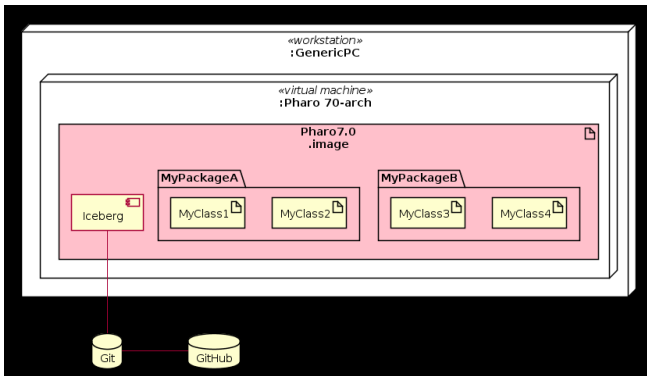 «workstation»
:GenericPC
«virtual machine»
:Pharo 70-arch
Pharo7.0
.image
MyPackageA
MyPackageB
Iceberg
MyClass1
MyClass2
MyClass3
MyClass4
Git
GitHub